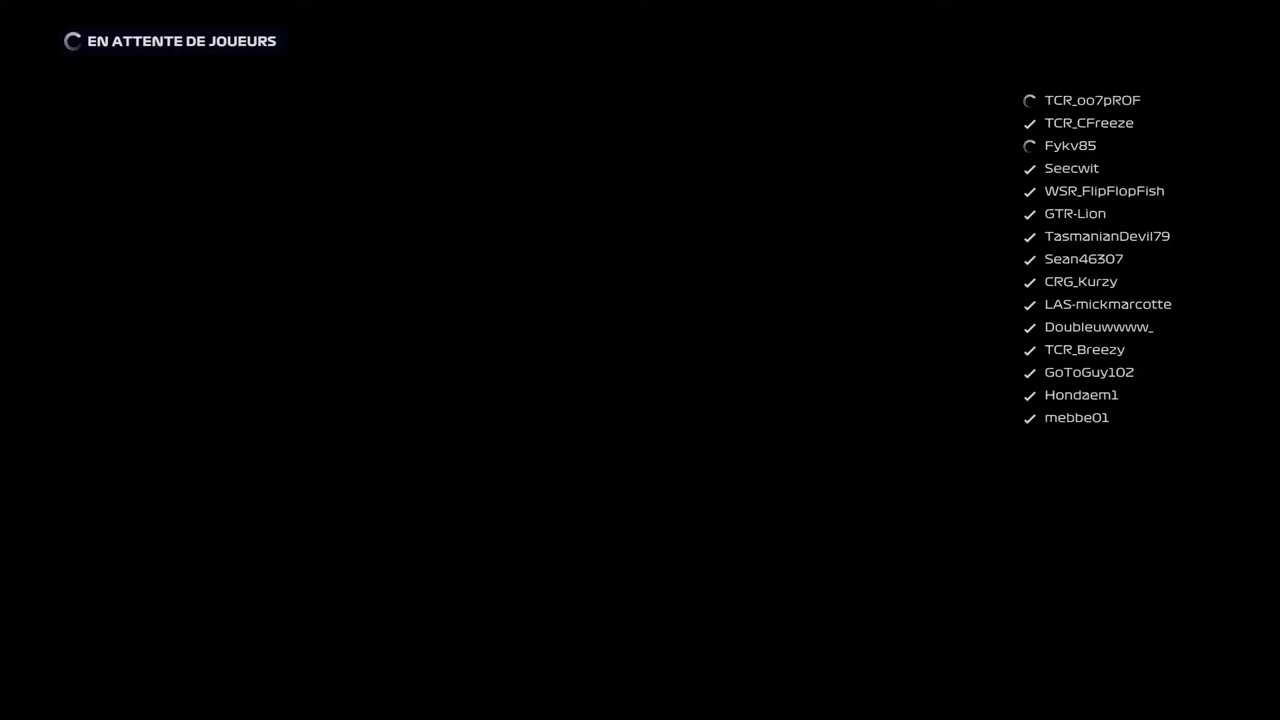 EN ATTENTE DE JOUEURS
TCR_oo7pROF
TCR_CFreeze
Fykv85
Seecwit
WSR_FlipFlopFish
GTR-Lion
TasmanianDevil79
Sean46307
CRG_Kurzy
LAS-mickmarcotte
Doubleuwwww_
TCR_Breezy
GoToGuy102
Hondaem1
mebbe01